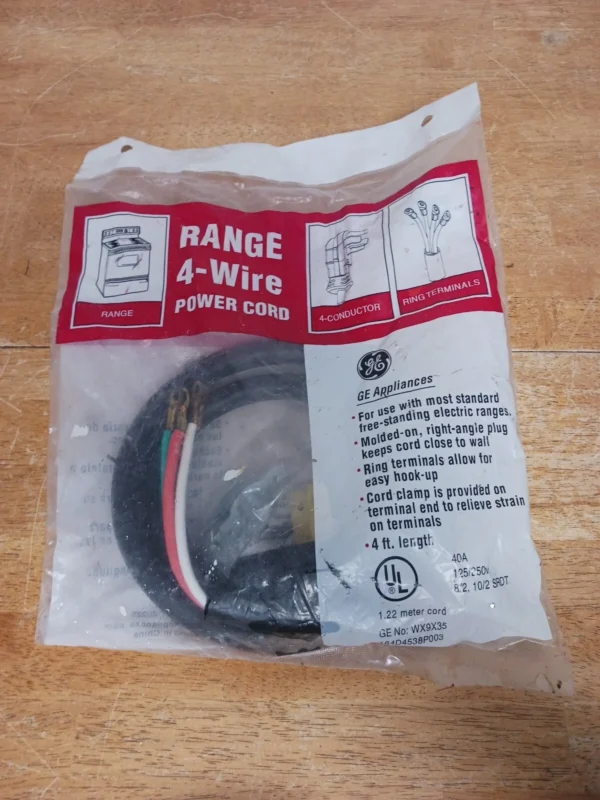 RANGE
4-Wire
POWER CORD
RANGE
4-CONDUCTOR
RING TERMINALS
GE
GE Appliances
• For use with most standard
free-standing electric ranges.
• Molded-on, right-angle plug
keeps cord close to wall
• Ring terminals allow for
easy hook-up
• Cord clamp is provided on
terminal end to relieve strain
on terminals
• 4 ft. length
UL
®
40A
125/250v
8/2, 10/2 SRDT
1.22 meter cord
GE No: WX9X35